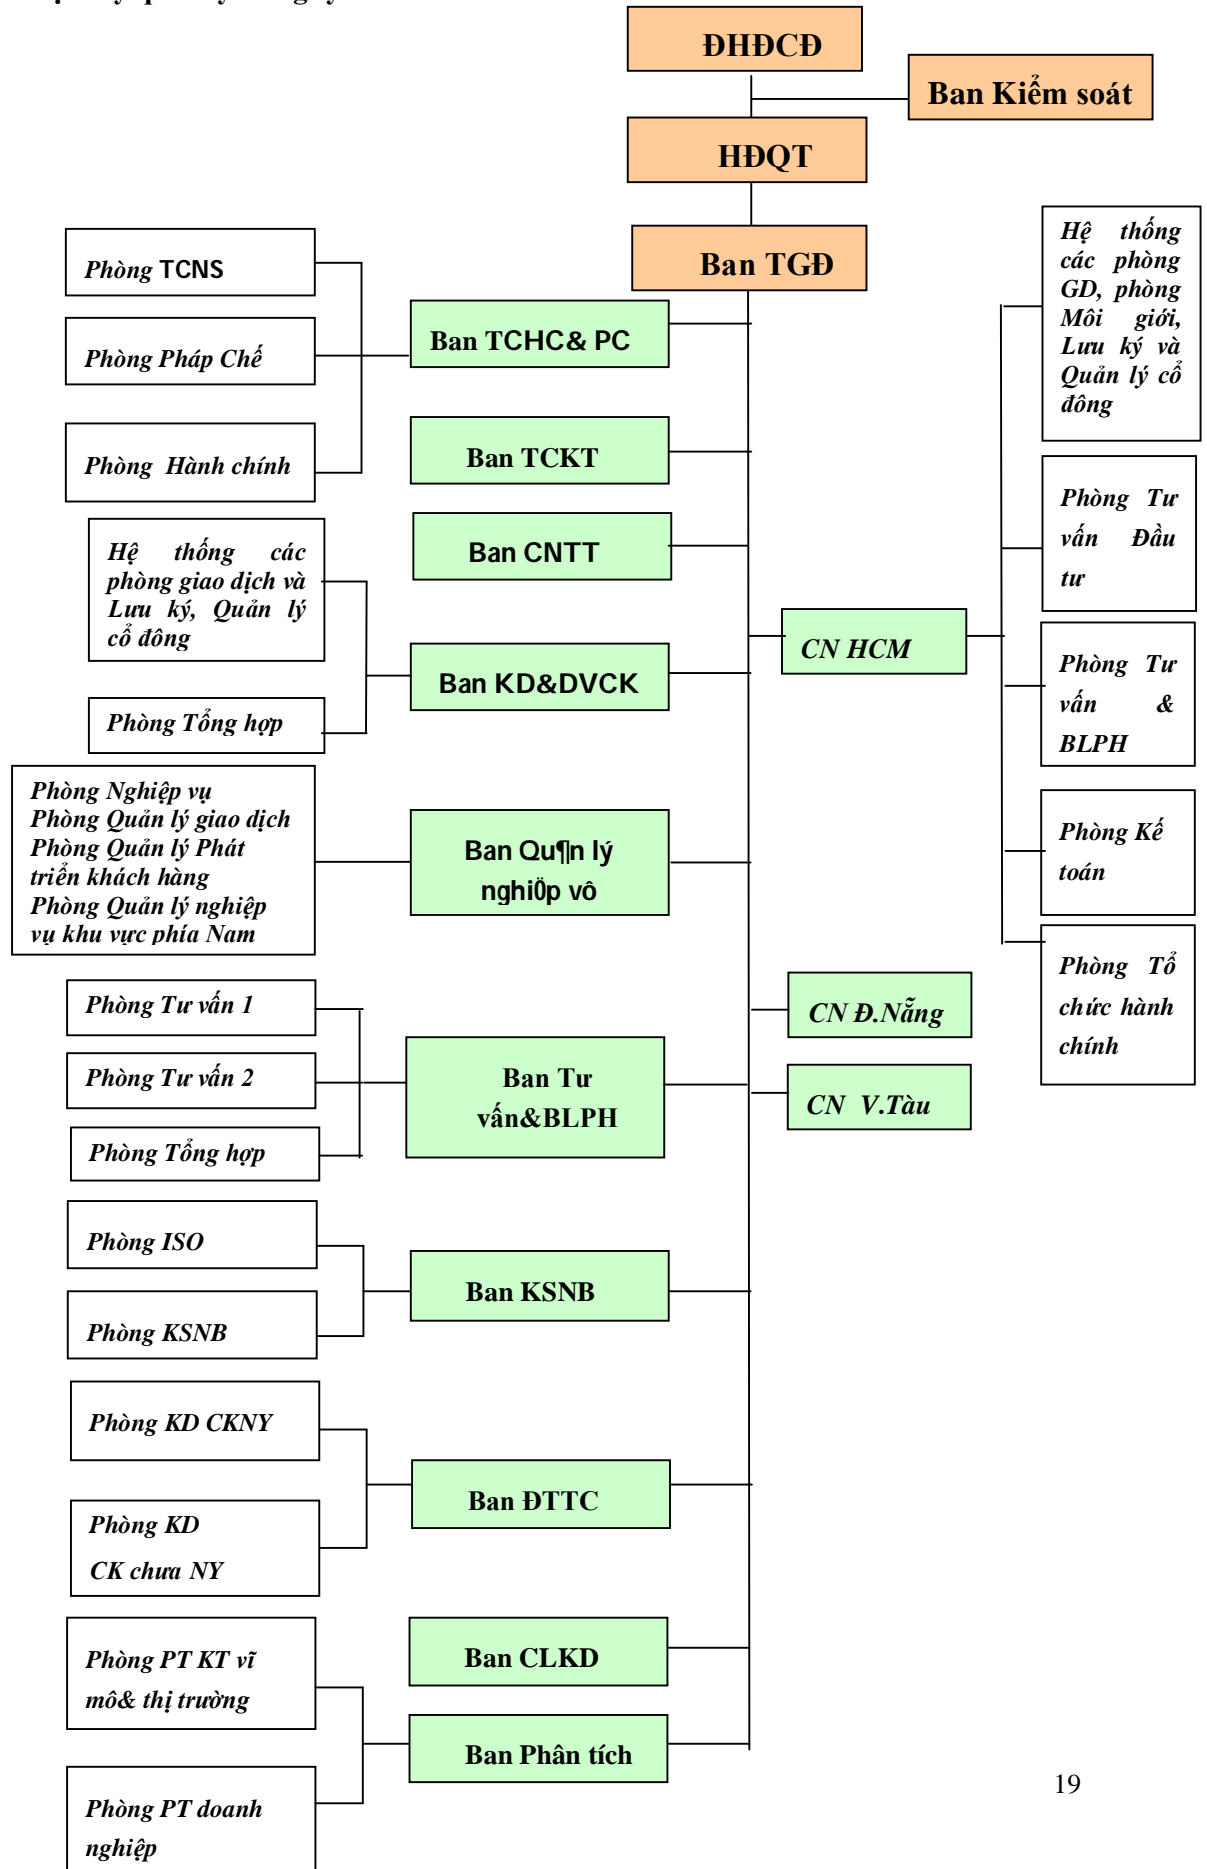 ĐHĐCĐ
Ban Kiểm soát
HĐQT
Ban TGĐ
Phòng TCNS
Phòng Pháp Chế
Phòng Hành chính
Ban TCHC& PC
Ban TCKT
Ban CNTT
Hệ thống các
phòng giao dịch và
Lưu ký, Quản lý
cổ đông
Phòng Tổng hợp
Ban KD&DVCK
Phòng Nghiệp vụ
Phòng Quản lý giao dịch
Phòng Quản lý Phát
triển khách hàng
Phòng Quản lý nghiệp
vụ khu vực phía Nam
Ban Qu¶n lý
nghiÖp vô
Phòng Tư vấn 1
Phòng Tư vấn 2
Phòng Tổng hợp
Ban Tư
vấn&BLPH
Phòng ISO
Phòng KSNB
Ban KSNB
Phòng KD CKNY
Phòng KD
CK chưa NY
Ban ĐTTC
Ban CLKD
Phòng PT KT vĩ
mô& thị trường
Phòng PT doanh
nghiệp
Ban Phân tích
CN HCM
Hệ thống
các phòng
GD, phòng
Môi giới,
Lưu ký và
Quản lý cổ
đông
Phòng Tư
vấn Đầu
tư
Phòng Tư
vấn &
BLPH
Phòng Kế
toán
Phòng Tổ
chức hành
chính
CN Đ.Nẵng
CN V.Tàu
19